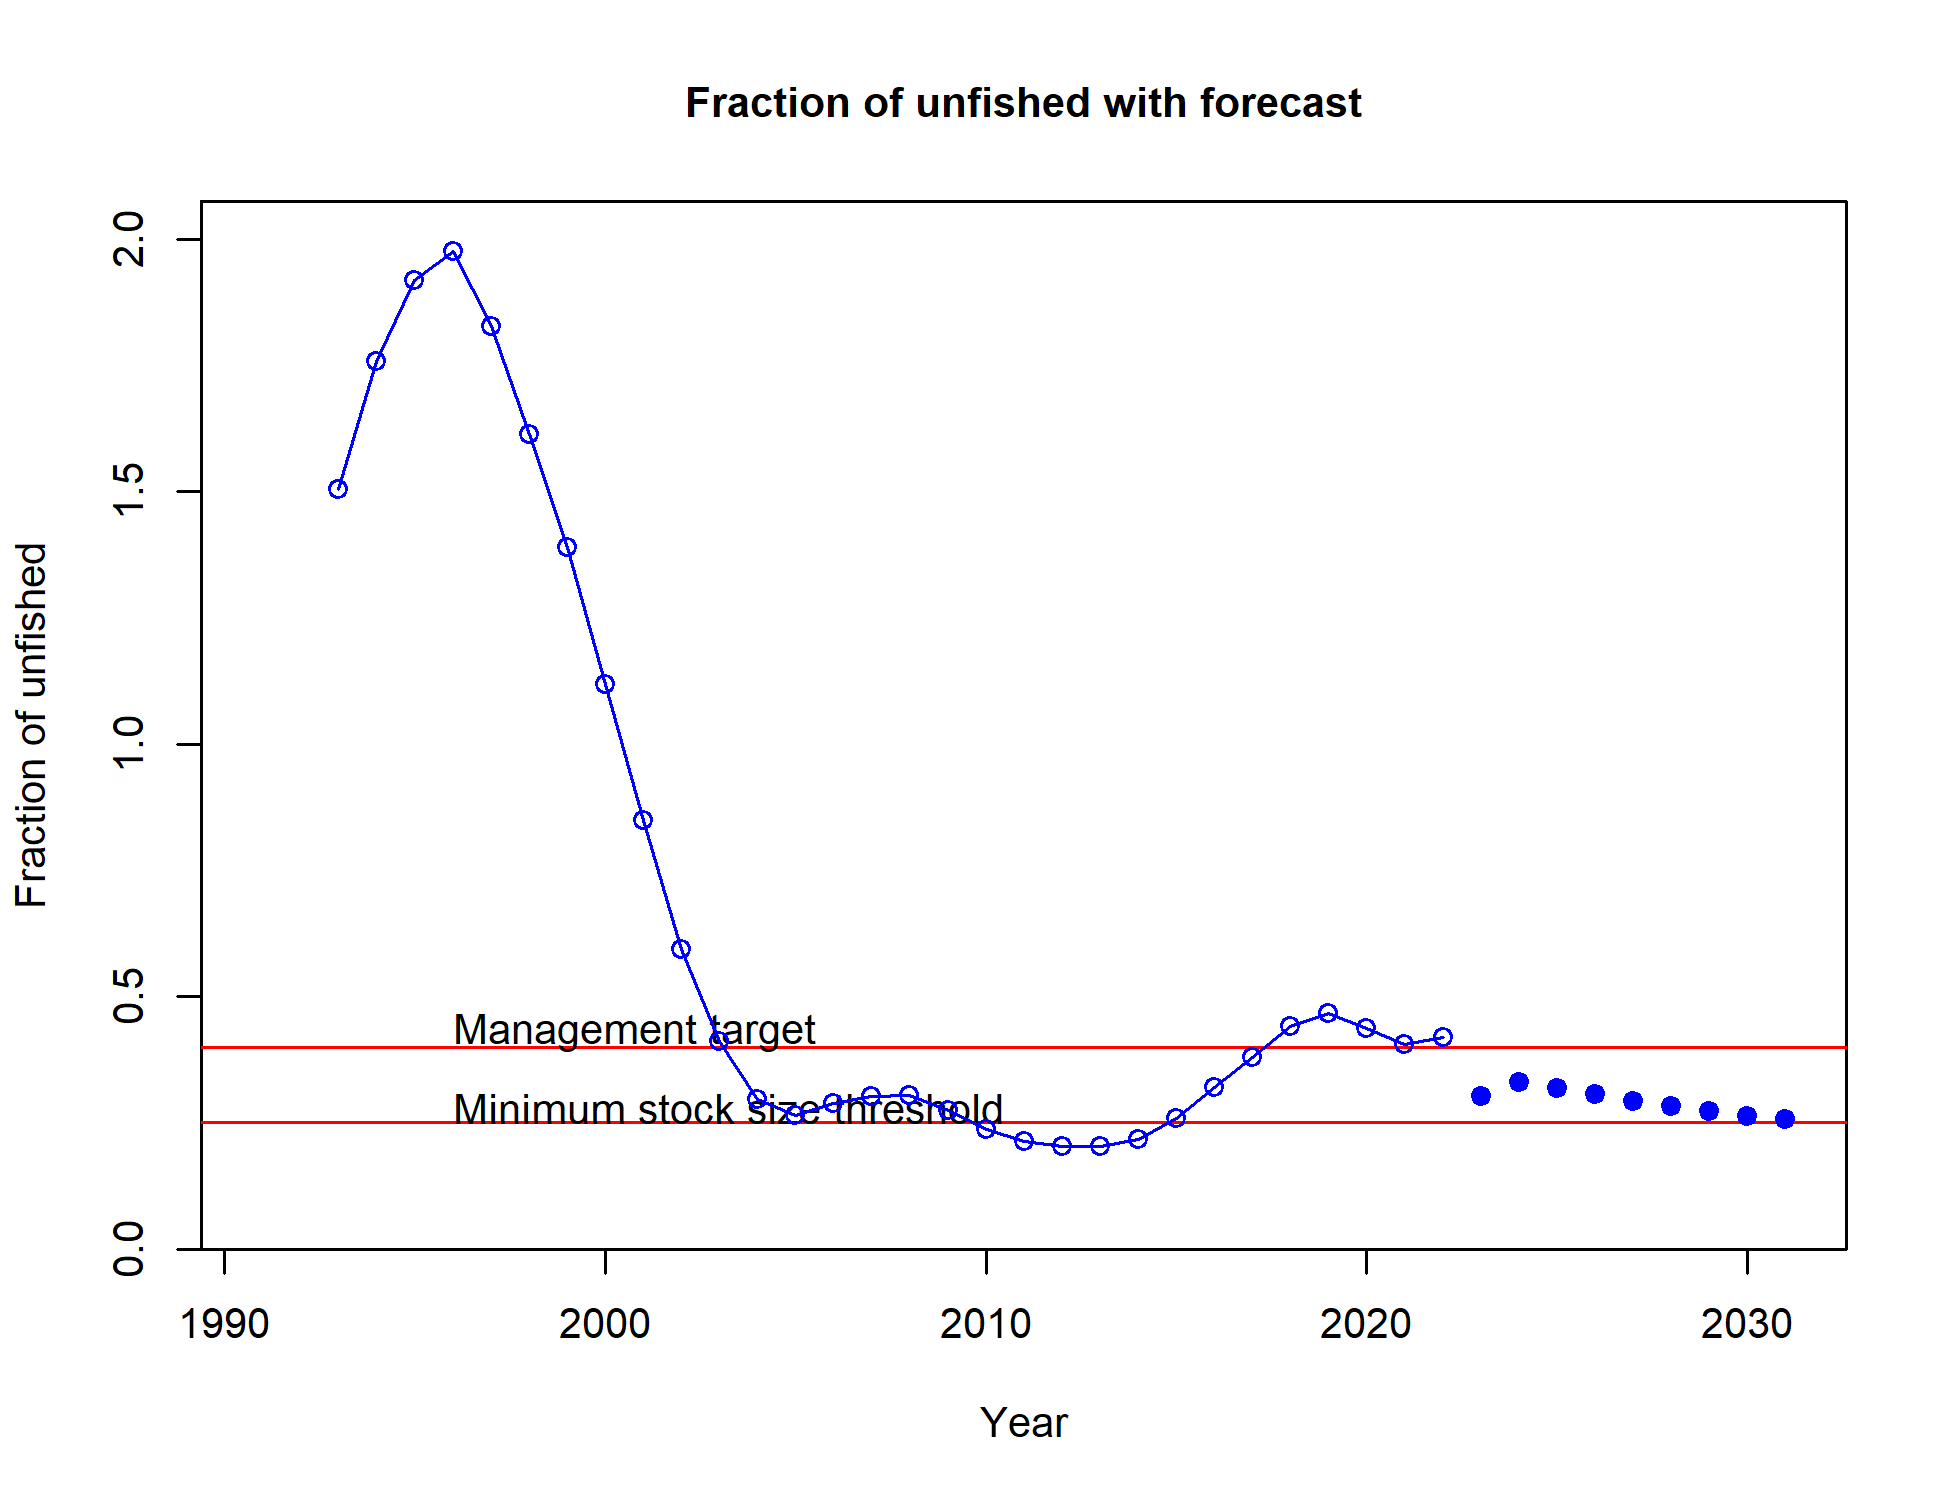 Fraction of unfished with forecast
Fraction of unfished
2.0
1.5
1.0
0.5
0.0
Management target
Minimum stock size threshold
1990 2000 2010 2020 2030
Year